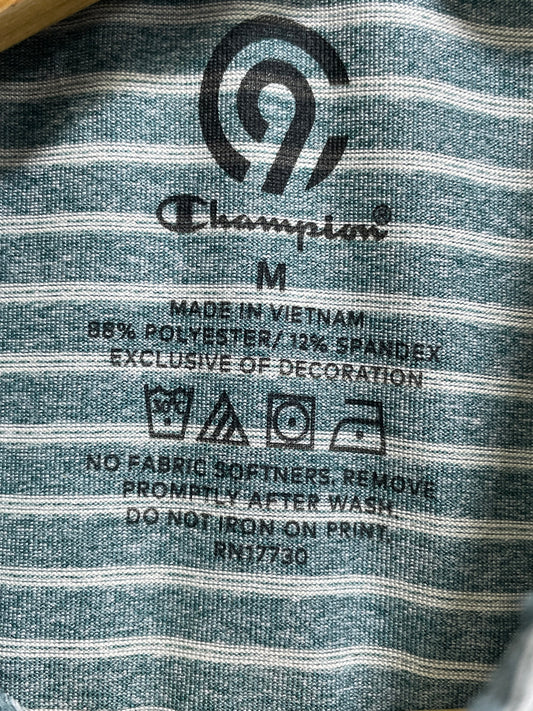 Champion®
M
MADE IN VIETNAM
88% POLYESTER/ 12% SPANDEX
EXCLUSIVE OF DECORATION
30°C
NO FABRIC SOFTNERS. REMOVE
PROMPTLY AFTER WASH.
DO NOT IRON ON PRINT.
RN17730